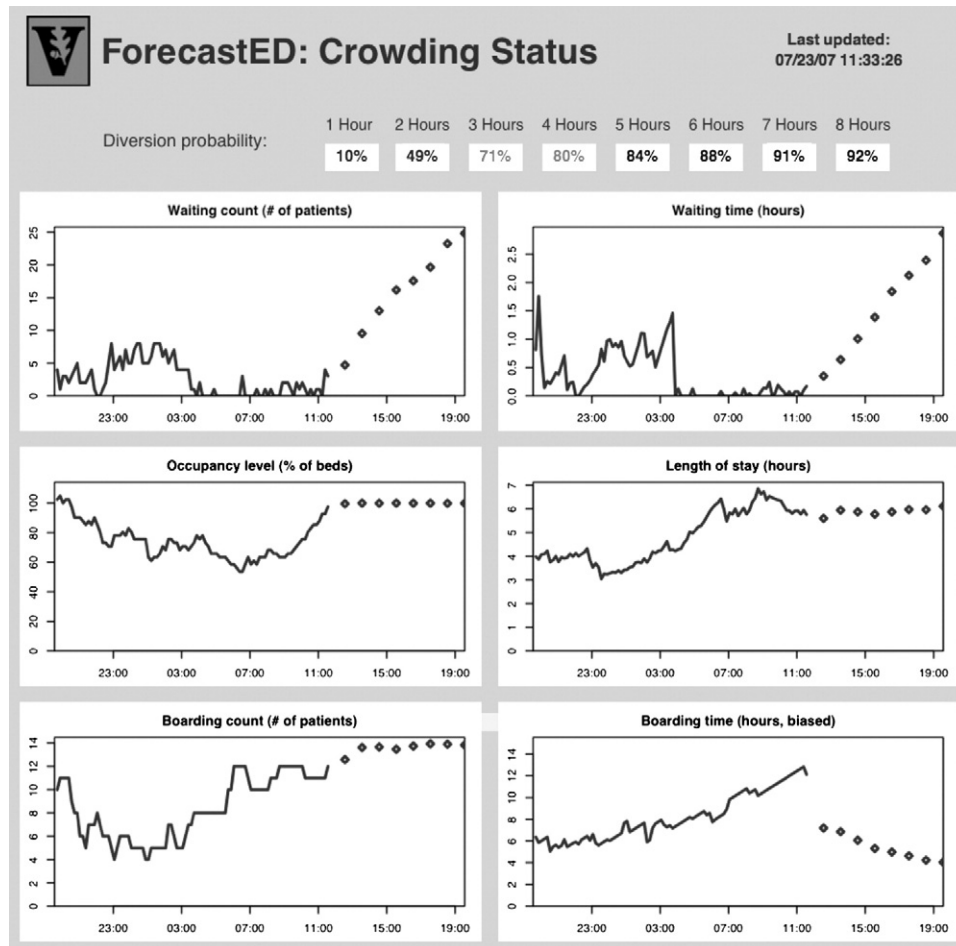 V
ForecastED: Crowding Status
Last updated:
07/23/07 11:33:26
Diversion probability:
1 Hour 2 Hours 3 Hours 4 Hours 5 Hours 6 Hours 7 Hours 8 Hours
10% 49% 71% 80% 84% 88% 91% 92%
Waiting count (# of patients)
25
20
15
10
5
0
23:00 03:00 07:00 11:00 15:00 19:00
Waiting time (hours)
2.5
1.5
1.0
0.5
0.0
23:00 03:00 07:00 11:00 15:00 19:00
Occupancy level (% of beds)
100
80
60
40
20
0
23:00 03:00 07:00 11:00 15:00 19:00
Length of stay (hours)
7
6
5
4
3
2
1
0
23:00 03:00 07:00 11:00 15:00 19:00
Boarding count (# of patients)
14
12
10
8
6
4
2
0
23:00 03:00 07:00 11:00 15:00 19:00
Boarding time (hours, biased)
14
12
10
8
6
4
2
0
23:00 03:00 07:00 11:00 15:00 19:00